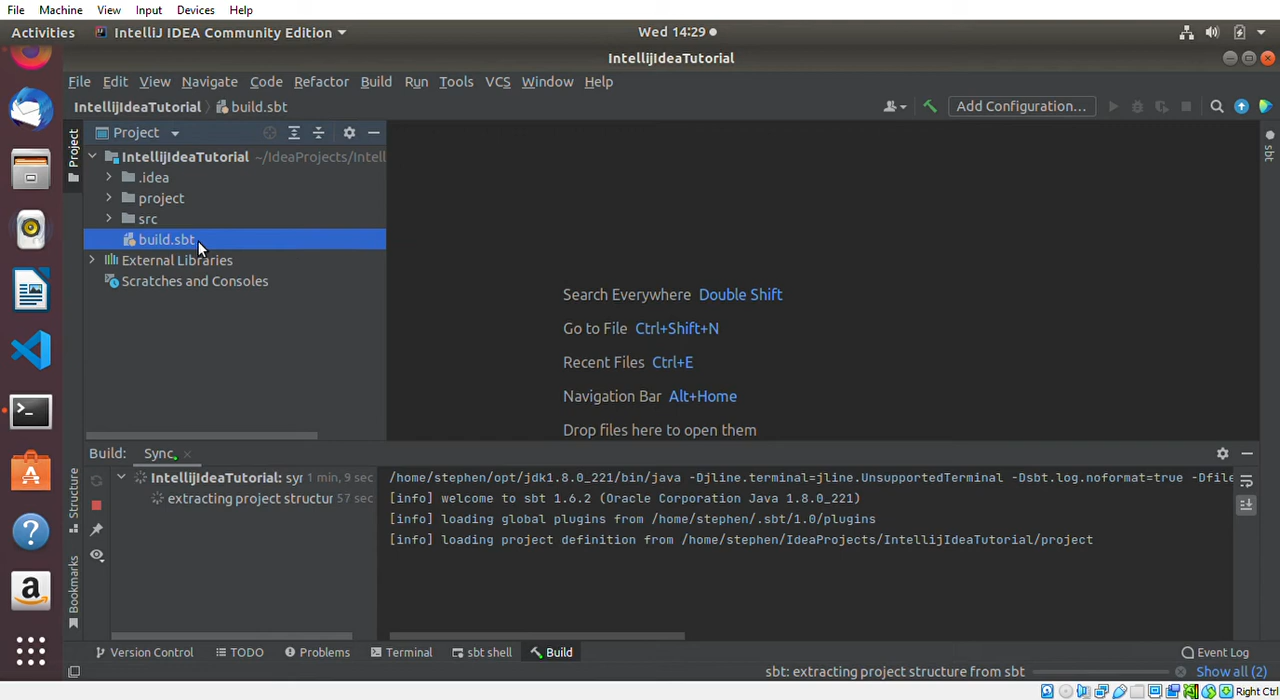 File Machine View Input Devices Help
Activities IntelliJ IDEA Community Edition Wed 14:29
IntellijIdeaTutorial
File Edit View Navigate Code Refactor Build Run Tools VCS Window Help
IntellijIdeaTutorial build.sbt Add Configuration...
Project
Project
IntellijIdeaTutorial ~/IdeaProjects/Intell
.idea
project
src
build.sbt
External Libraries
Scratches and Consoles
sbt
Search Everywhere Double Shift
Go to File Ctrl+Shift+N
Recent Files Ctrl+E
Navigation Bar Alt+Home
Drop files here to open them
Build: Sync
IntellijIdeaTutorial: syr 1 min, 9 sec
extracting project structur 57 sec
/home/stephen/opt/jdk1.8.0_221/bin/java -Djline.terminal=jline.UnsupportedTerminal -Dsbt.log.noformat=true -Dfile
[info] welcome to sbt 1.6.2 (Oracle Corporation Java 1.8.0_221)
[info] loading global plugins from /home/stephen/.sbt/1.0/plugins
[info] loading project definition from /home/stephen/IdeaProjects/IntellijIdeaTutorial/project
Structure
Bookmarks
Version Control TODO Problems Terminal sbt shell Build Event Log
sbt: extracting project structure from sbt Show all (2)
Right Ctrl